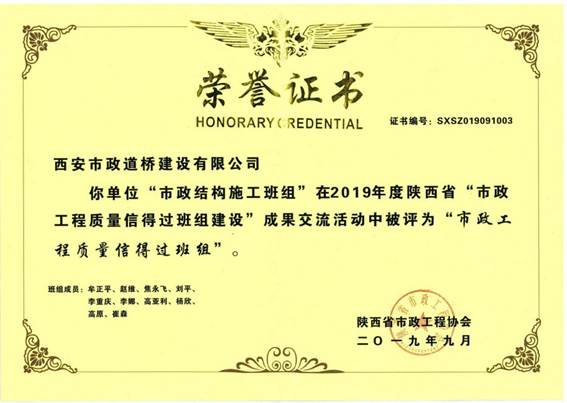 荣誉证书
HONORARY CREDENTIAL
证书编号：SXSZ019091003
西安市政道桥建设有限公司
你单位“市政结构施工班组”在2019年度陕西省“市政
工程质量信得过班组建设”成果交流活动中被评为“市政工
程质量信得过班组”。
班组成员：牟正平、赵维、焦永飞、刘平、
李重庆、李娜、高亚利、杨欣、
高原、崔森
陕西省市政工程协会
二〇一九年九月